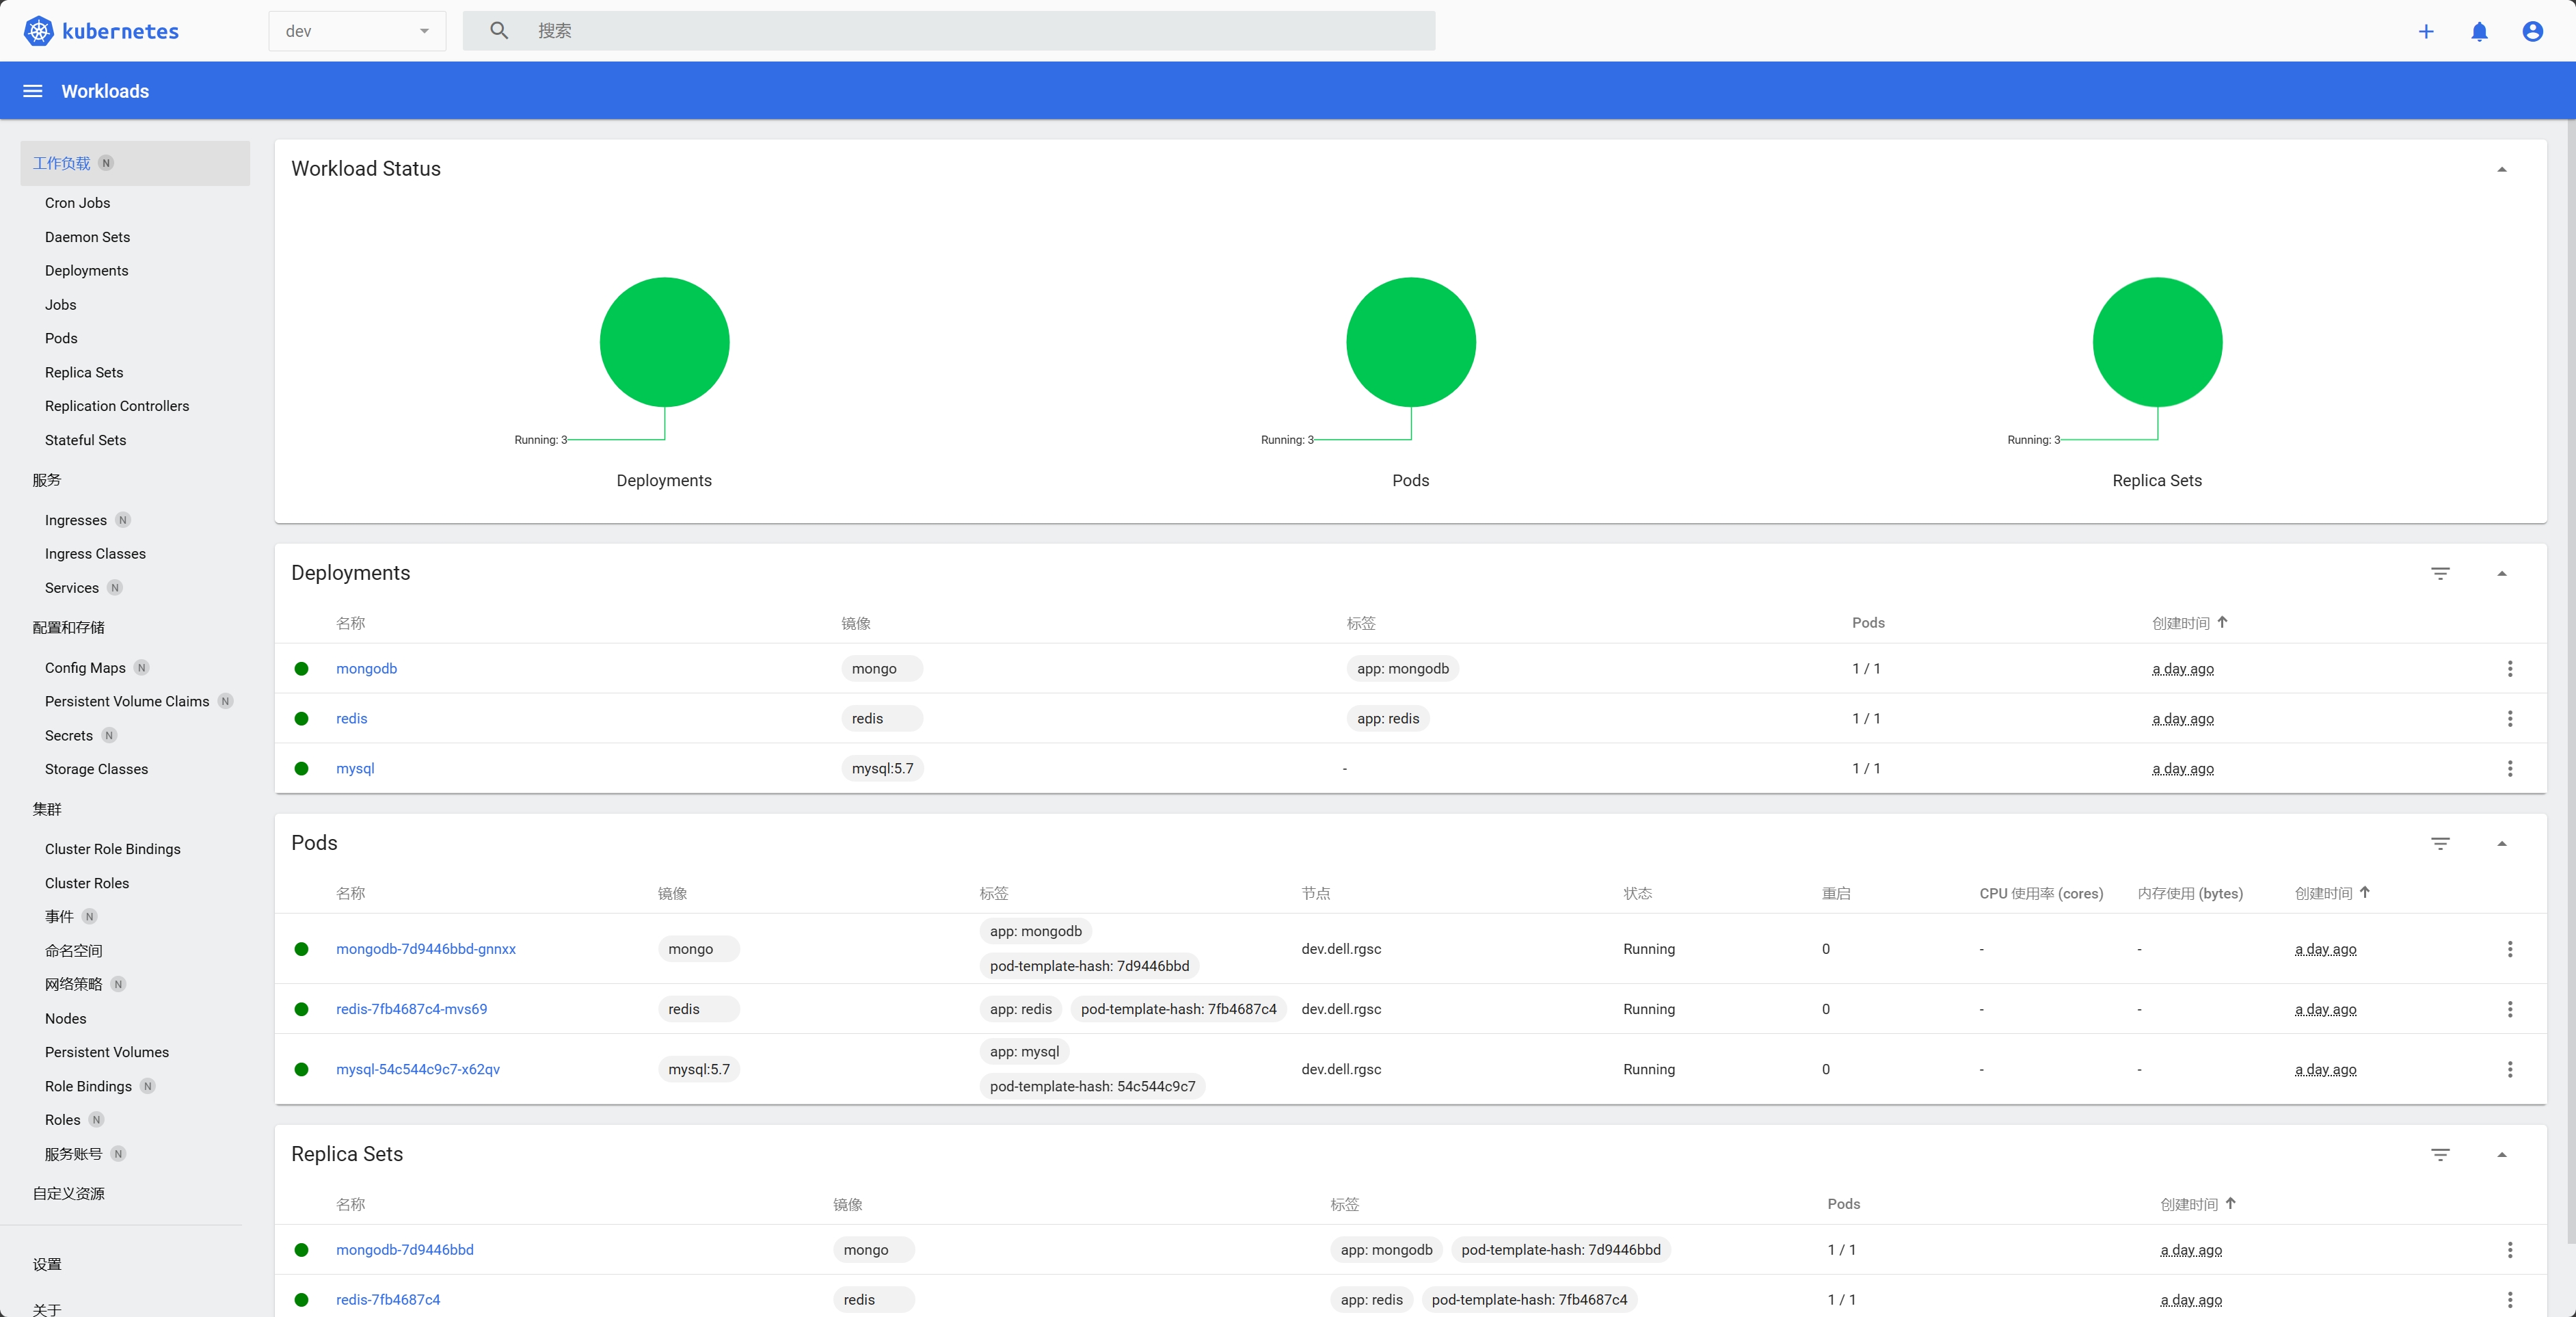 kubernetes
dev
搜索
Workloads
工作负载 N
Cron Jobs
Daemon Sets
Deployments
Jobs
Pods
Replica Sets
Replication Controllers
Stateful Sets
服务
Ingresses N
Ingress Classes
Services N
配置和存储
Config Maps N
Persistent Volume Claims N
Secrets N
Storage Classes
集群
Cluster Role Bindings
Cluster Roles
事件 N
命名空间
网络策略 N
Nodes
Persistent Volumes
Role Bindings N
Roles N
服务账号 N
自定义资源
设置
关于
Workload Status
Running: 3
Deployments
Running: 3
Pods
Running: 3
Replica Sets
Deployments
名称 镜像 标签 Pods 创建时间
mongodb mongo app: mongodb 1 / 1 a day ago
redis redis app: redis 1 / 1 a day ago
mysql mysql:5.7 - 1 / 1 a day ago
Pods
名称 镜像 标签 节点 状态 重启 CPU 使用率 (cores) 内存使用 (bytes) 创建时间
app: mongodb
mongodb-7d9446bbd-gnnxx mongo dev.dell.rgsc Running 0 - - a day ago
pod-template-hash: 7d9446bbd
redis-7fb4687c4-mvs69 redis app: redis pod-template-hash: 7fb4687c4 dev.dell.rgsc Running 0 - - a day ago
app: mysql
mysql-54c544c9c7-x62qv mysql:5.7 dev.dell.rgsc Running 0 - - a day ago
pod-template-hash: 54c544c9c7
Replica Sets
名称 镜像 标签 Pods 创建时间
mongodb-7d9446bbd mongo app: mongodb pod-template-hash: 7d9446bbd 1 / 1 a day ago
redis-7fb4687c4 redis app: redis pod-template-hash: 7fb4687c4 1 / 1 a day ago